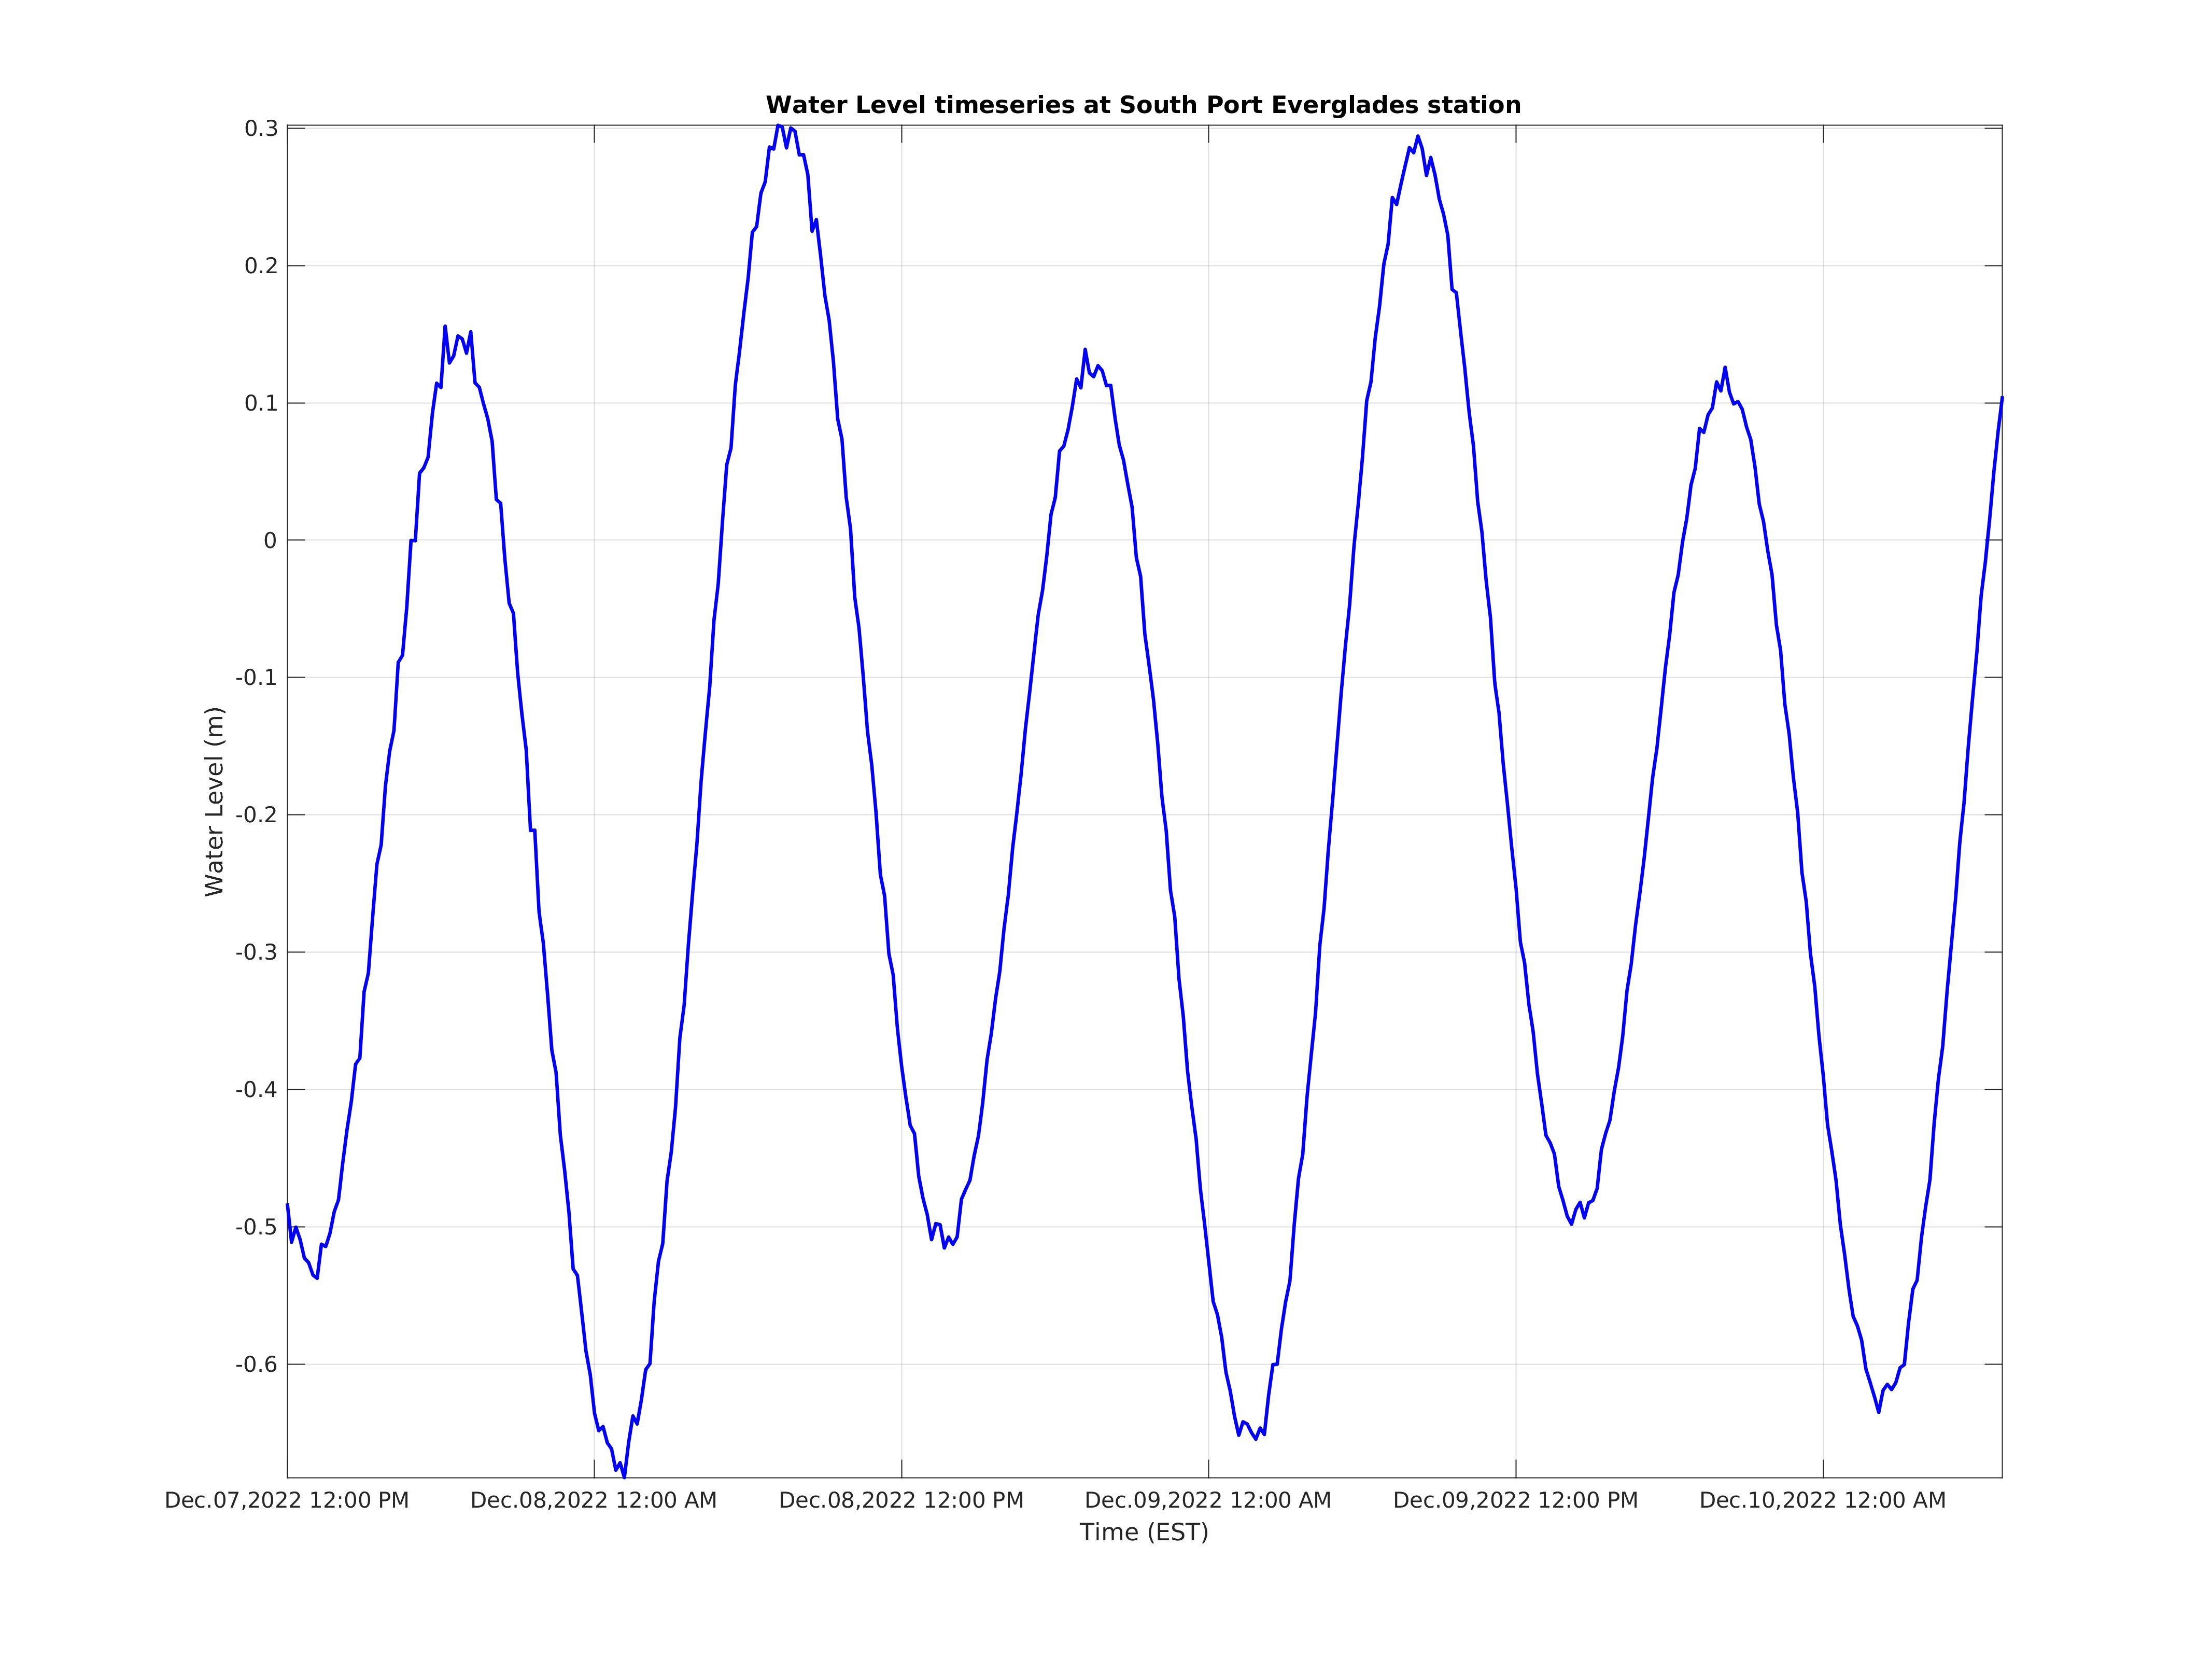 Water Level timeseries at South Port Everglades station
0.3
0.2
0.1
0
-0.1
-0.2
-0.3
-0.4
-0.5
-0.6
Water Level (m)
Dec.07,2022 12:00 PM Dec.08,2022 12:00 AM Dec.08,2022 12:00 PM Dec.09,2022 12:00 AM Dec.09,2022 12:00 PM Dec.10,2022 12:00 AM
Time (EST)